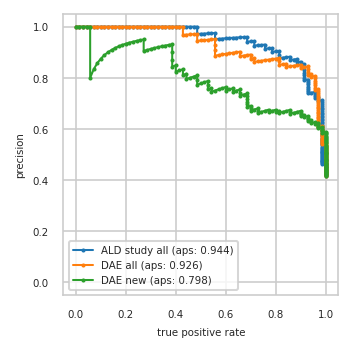 1.0
0.8
0.6
0.4
0.2
0.0
precision
ALD study all (aps: 0.944)
DAE all (aps: 0.926)
DAE new (aps: 0.798)
0.0 0.2 0.4 0.6 0.8 1.0
true positive rate